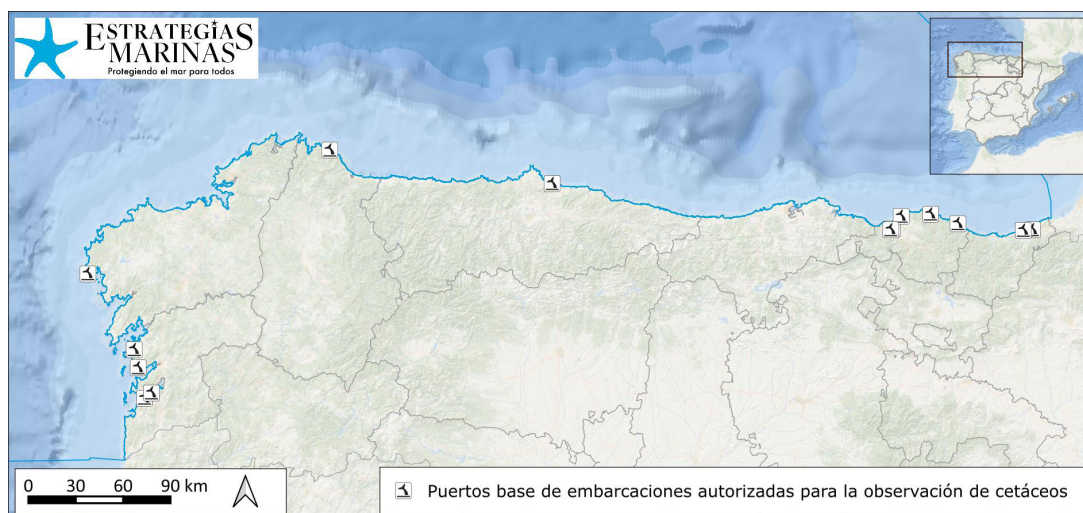 ESTRATEGIAS
MARINAS
Protegiendo el mar para todos
0 30 60 90 km
Puertos base de embarcaciones autorizadas para la observación de cetáceos